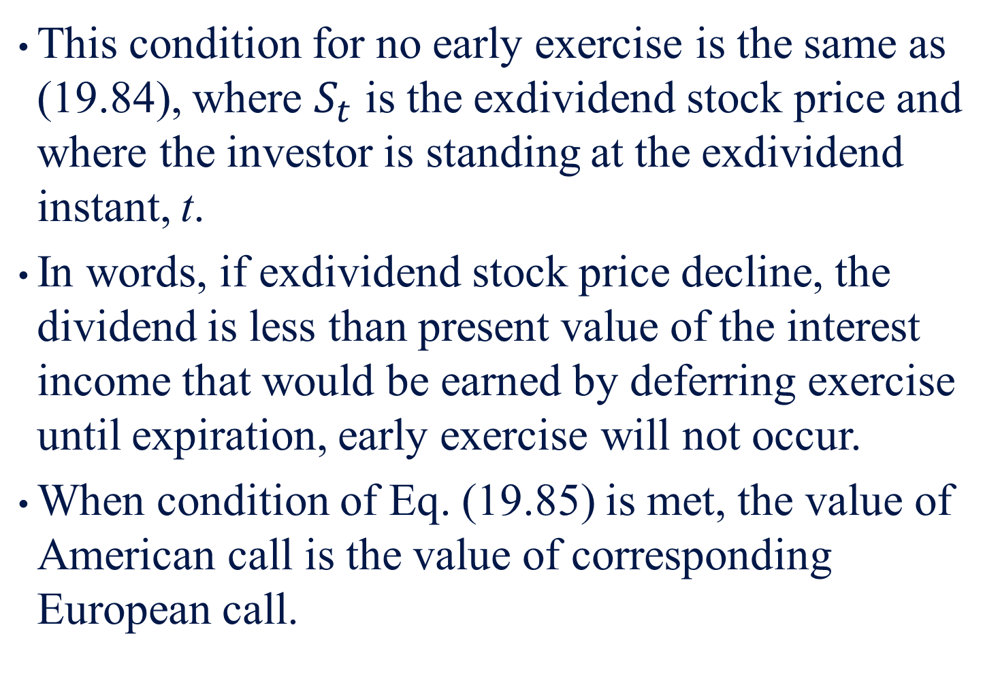 • This condition for no early exercise is the same as
(19.84), where S_t is the exdividend stock price and
where the investor is standing at the exdividend
instant, t.
• In words, if exdividend stock price decline, the
dividend is less than present value of the interest
income that would be earned by deferring exercise
until expiration, early exercise will not occur.
• When condition of Eq. (19.85) is met, the value of
American call is the value of corresponding
European call.